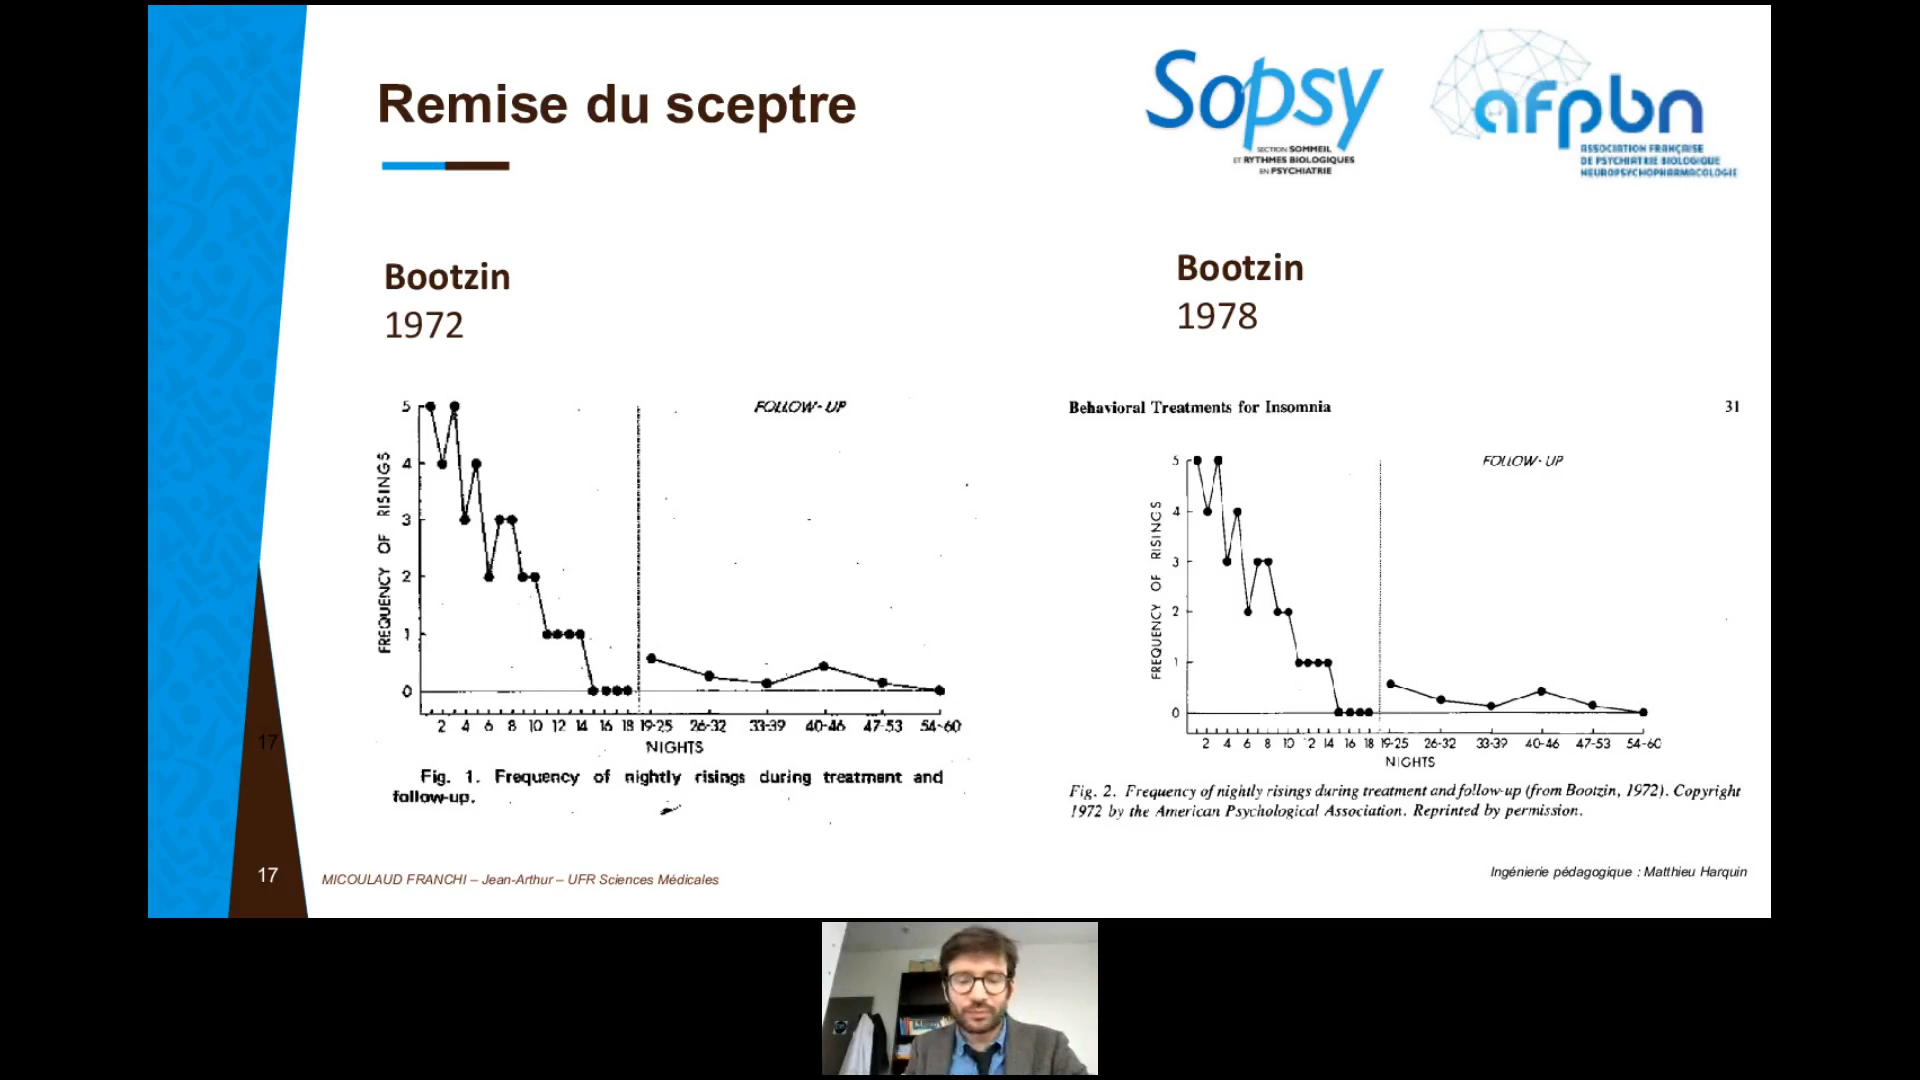 Remise du sceptre
Sopsy
SECTION SOMMEIL
ET RYTHMES BIOLOGIQUES
EN PSYCHIATRIE
afpbn
ASSOCIATION FRANÇAISE
DE PSYCHIATRIE BIOLOGIQUE
NEUROPSYCHOPHARMACOLOGIE
Bootzin
1972
FOLLOW-UP
5
4
3
2
1
0
FREQUENCY OF RISINGS
2 4 6 8 10 12 14 16 18 19-25 26-32 33-39 40-46 47-53 54-60
NIGHTS
Fig. 1. Frequency of nightly risings during treatment and
follow-up.
Bootzin
1978
Behavioral Treatments for Insomnia 31
FOLLOW-UP
5
4
3
2
1
0
FREQUENCY OF RISINGS
2 4 6 8 10 12 14 16 18 19-25 26-32 33-39 40-46 47-53 54-60
NIGHTS
Fig. 2. Frequency of nightly risings during treatment and follow-up (from Bootzin, 1972). Copyright
1972 by the American Psychological Association. Reprinted by permission.
17
17
MICOULAUD FRANCHI – Jean-Arthur – UFR Sciences Médicales
Ingénierie pédagogique : Matthieu Harquin